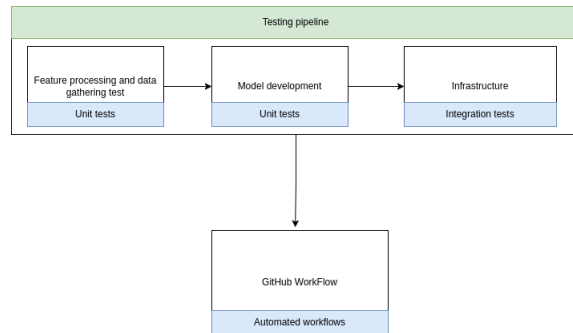 Testing pipeline
Feature processing and data
gathering test
Model development
Infrastructure
Unit tests
Unit tests
Integration tests
GitHub WorkFlow
Automated workflows